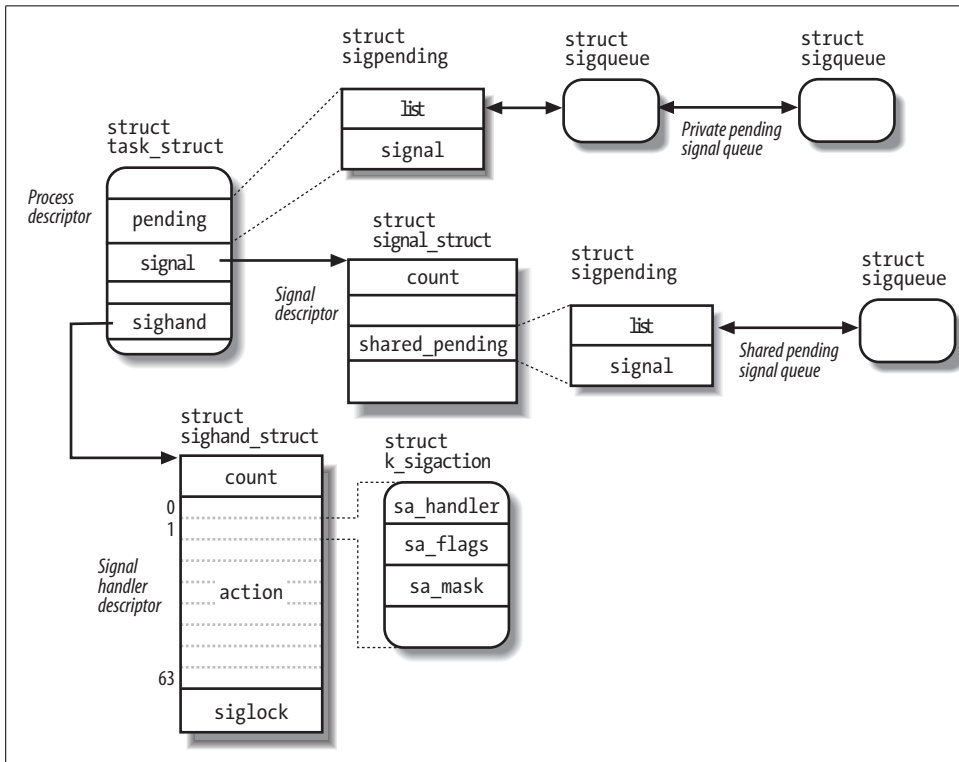 struct
sigpending
struct
sigqueue
struct
sigqueue
list
signal
Private pending
signal queue
struct
task_struct
Process
descriptor
pending
signal
sighand
struct
signal_struct
Signal
descriptor
count
shared_pending
struct
sigpending
list
signal
struct
sigqueue
Shared pending
signal queue
struct
sighand_struct
count
0
1
Signal
handler
descriptor
action
63
siglock
struct
k_sigaction
sa_handler
sa_flags
sa_mask